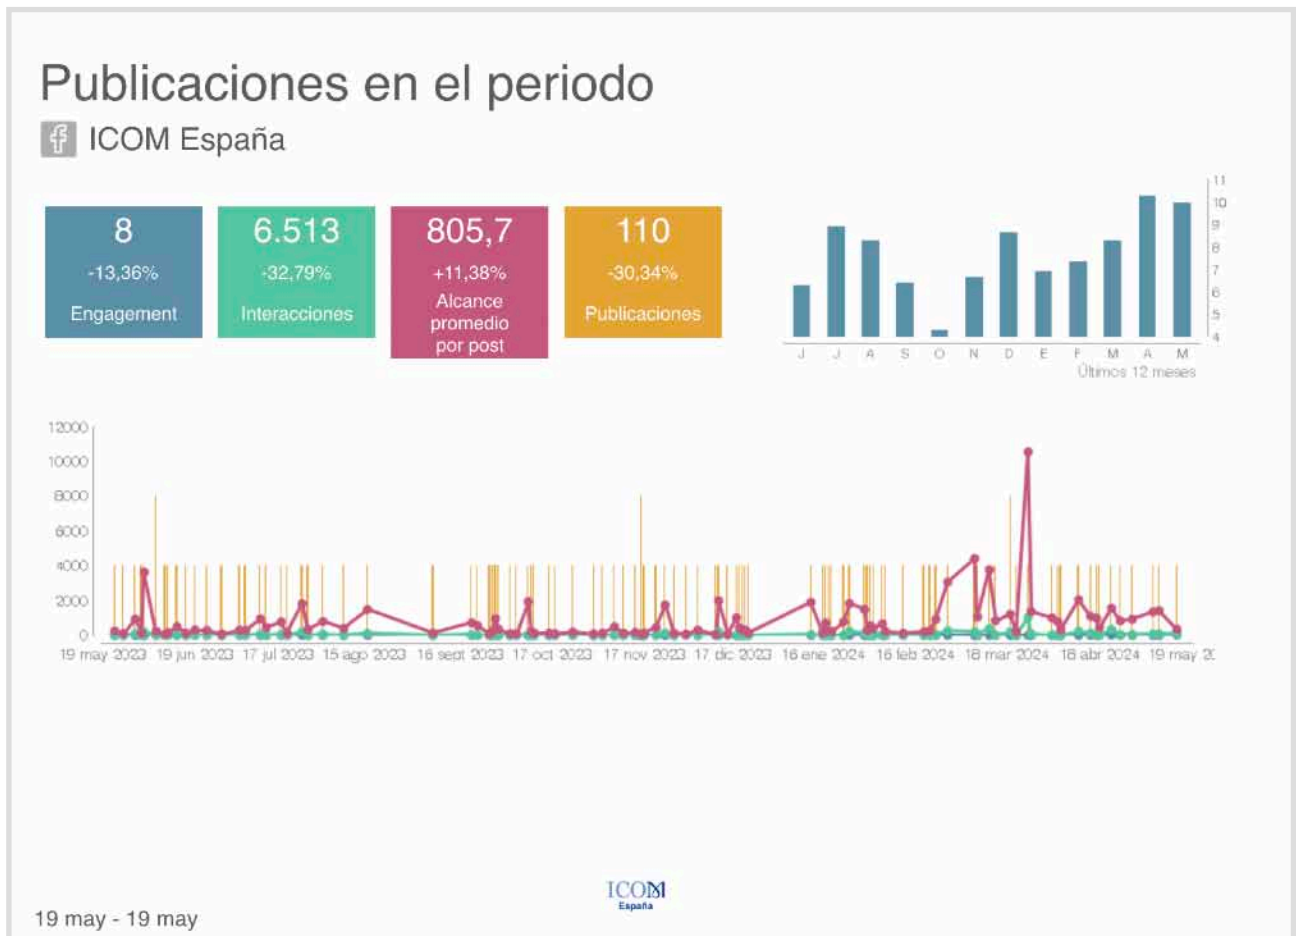 Publicaciones en el periodo
f ICOM España
8
-13,36%
Engagement
6.513
-32,79%
Interacciones
805,7
+11,38%
Alcance
promedio
por post
110
-30,34%
Publicaciones
11
10
9
8
7
6
5
4
J J A S O N D E F M A M
Últimos 12 meses
12000
10000
8000
6000
4000
2000
0
19 may 2023 19 jun 2023 17 jul 2023 15 ago 2023 16 sept 2023 17 oct 2023 17 nov 2023 17 dic 2023 16 ene 2024 16 feb 2024 18 mar 2024 18 abr 2024 19 may 20
ICOM
España
19 may - 19 may